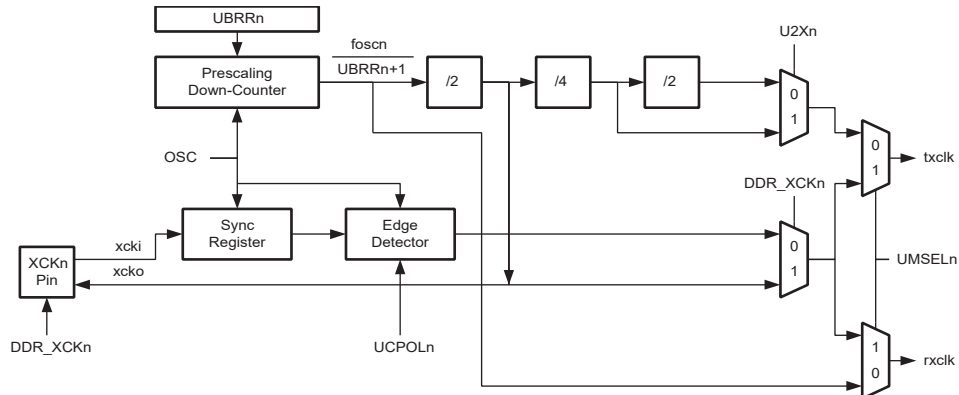 UBRRn
foscn
U2Xn
Prescaling
Down-Counter
UBRRn+1
/2
/4
/2
0
1
OSC
0
1
txclk
DDR_XCKn
Sync
Register
Edge
Detector
xcki
XCKn
Pin
xcko
0
1
UMSELn
DDR_XCKn
UCPOLn
1
0
rxclk